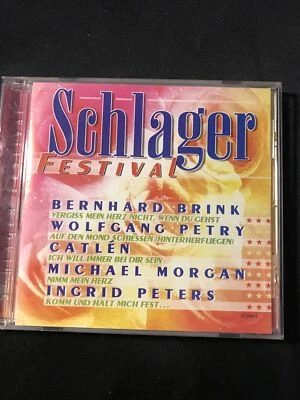 Schlager
FESTIVAL
BERNHARD BRINK
VERGISS MEIN HERZ NICHT, WENN DU GEHST
WOLFGANG PETRY
AUF DEN MOND SCHIESSEN (HINTERHERFLIEGEN)
CATLÉN
ICH WILL IMMER BEI DIR SEIN
MICHAEL MORGAN
NIMM MEIN HERZ
INGRID PETERS
KOMM UND HALT MICH FEST...